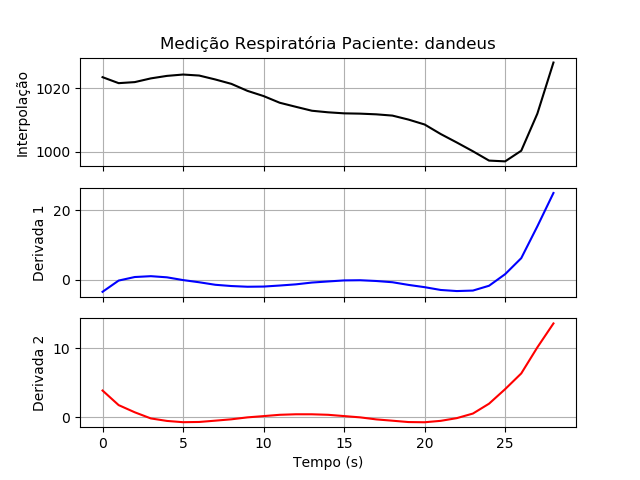 Medição Respiratória Paciente: dandeus
1020
1000
Interpolação
20
0
Derivada 1
10
0
Derivada 2
0 5 10 15 20 25
Tempo (s)